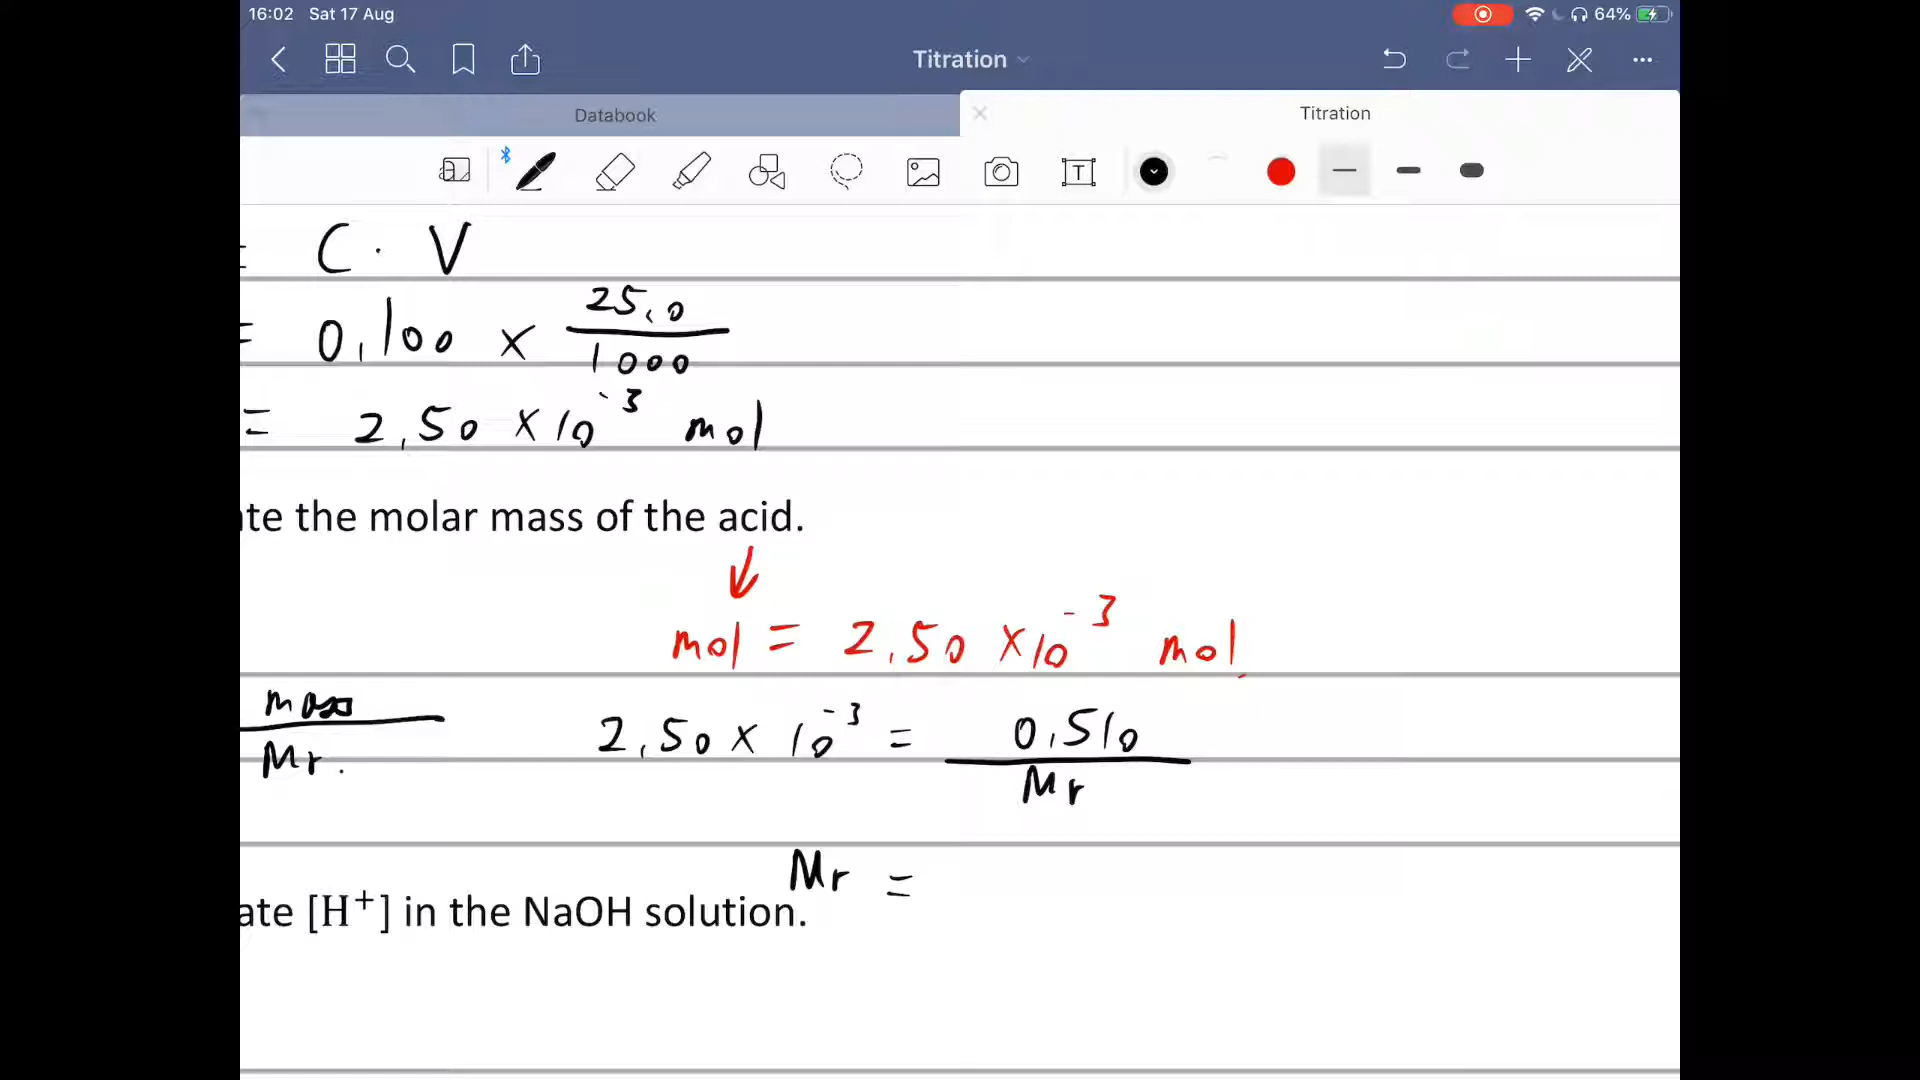 16:02 Sat 17 Aug 64%
Titration
Databook
Titration
= C · V
= 0.100 × 25.0 / 1000
= 2.50 × 10⁻³ mol
te the molar mass of the acid.
mol = 2.50 × 10⁻³ mol
mass / Mr. 2.50 × 10⁻³ = 0.510 / Mr
Mr =
ate [H⁺] in the NaOH solution.